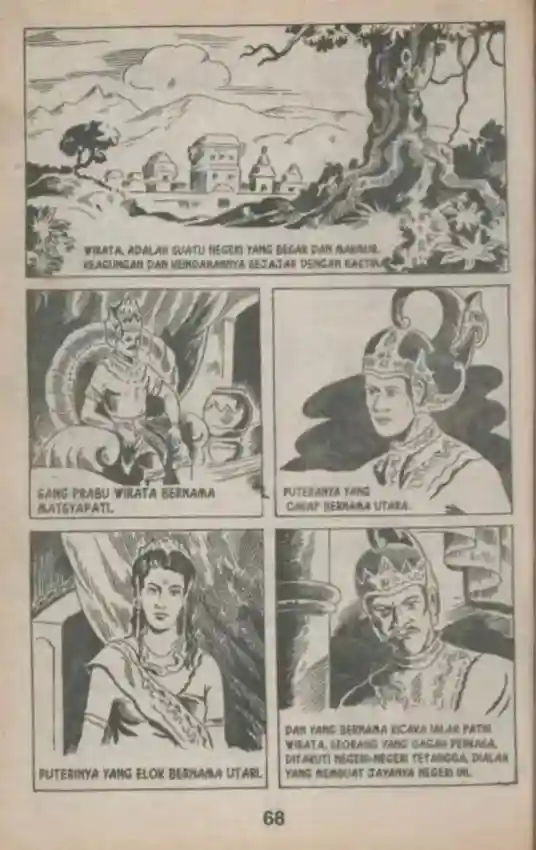 WIRATA, ADALAH SUATU NEGERI YANG BESAR DAN MAKMUR.
KEAGUNGAN DAN KEINDAHANNYA SEJAJAR DENGAN
SANG PRABU WIRATA BERNAMA
MATSYAPATI.
PUTERANYA YANG
CAKAP BERNAMA UTARA.
PUTERINYA YANG ELOK BERNAMA UTARI.
DAN YANG BERNAMA KICAKA IALAH PATIH
WIRATA, SEORANG YANG GAGAH PERKASA,
DITAKUTI NEGERI-NEGERI TETANGGA, DIALAH
YANG MEMBUAT JAYANYA NEGERI INI.
68